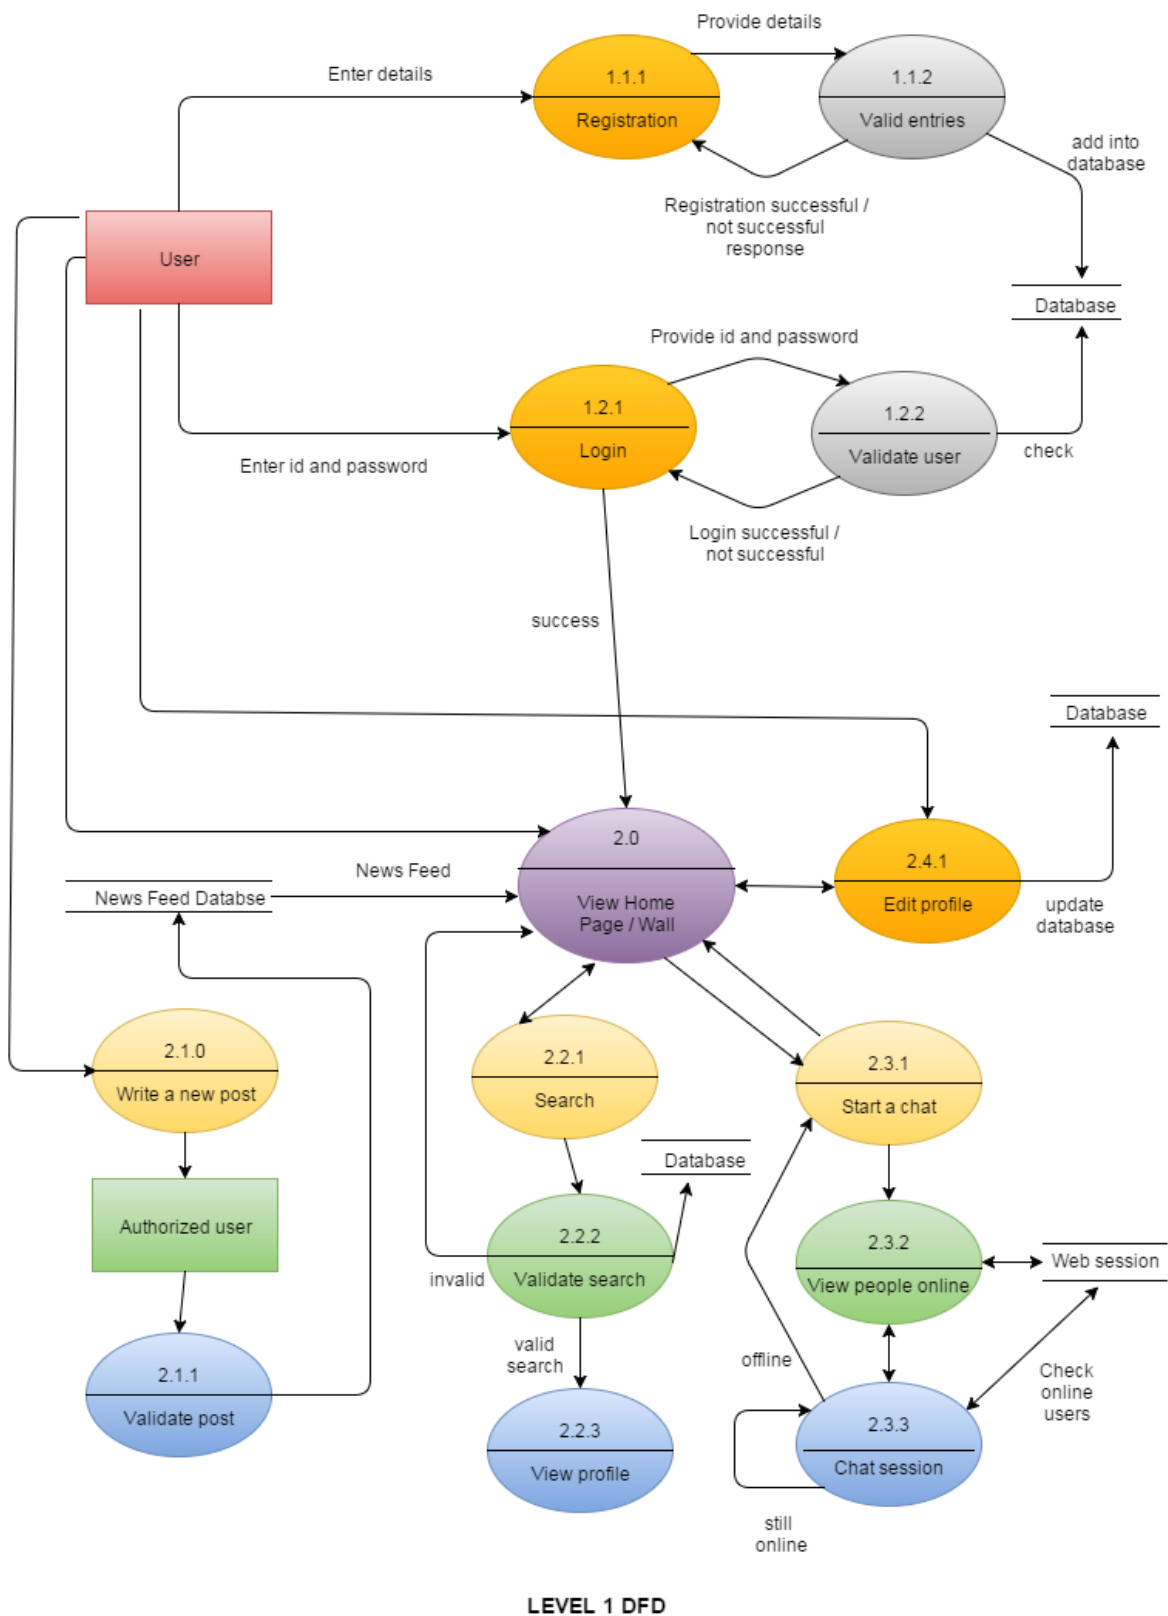 Provide details
Enter details
1.1.1
Registration
1.1.2
Valid entries
add into
database
Registration successful /
not successful
response
User
Database
Provide id and password
1.2.1
Login
1.2.2
Validate user
check
Enter id and password
Login successful /
not successful
success
Database
2.0
View Home
Page / Wall
2.4.1
Edit profile
update
database
News Feed
News Feed Databse
2.1.0
Write a new post
2.2.1
Search
2.3.1
Start a chat
Database
Authorized user
2.2.2
Validate search
invalid
2.3.2
View people online
Web session
valid
search
offline
Check
online
users
2.1.1
Validate post
2.2.3
View profile
2.3.3
Chat session
still
online
LEVEL 1 DFD